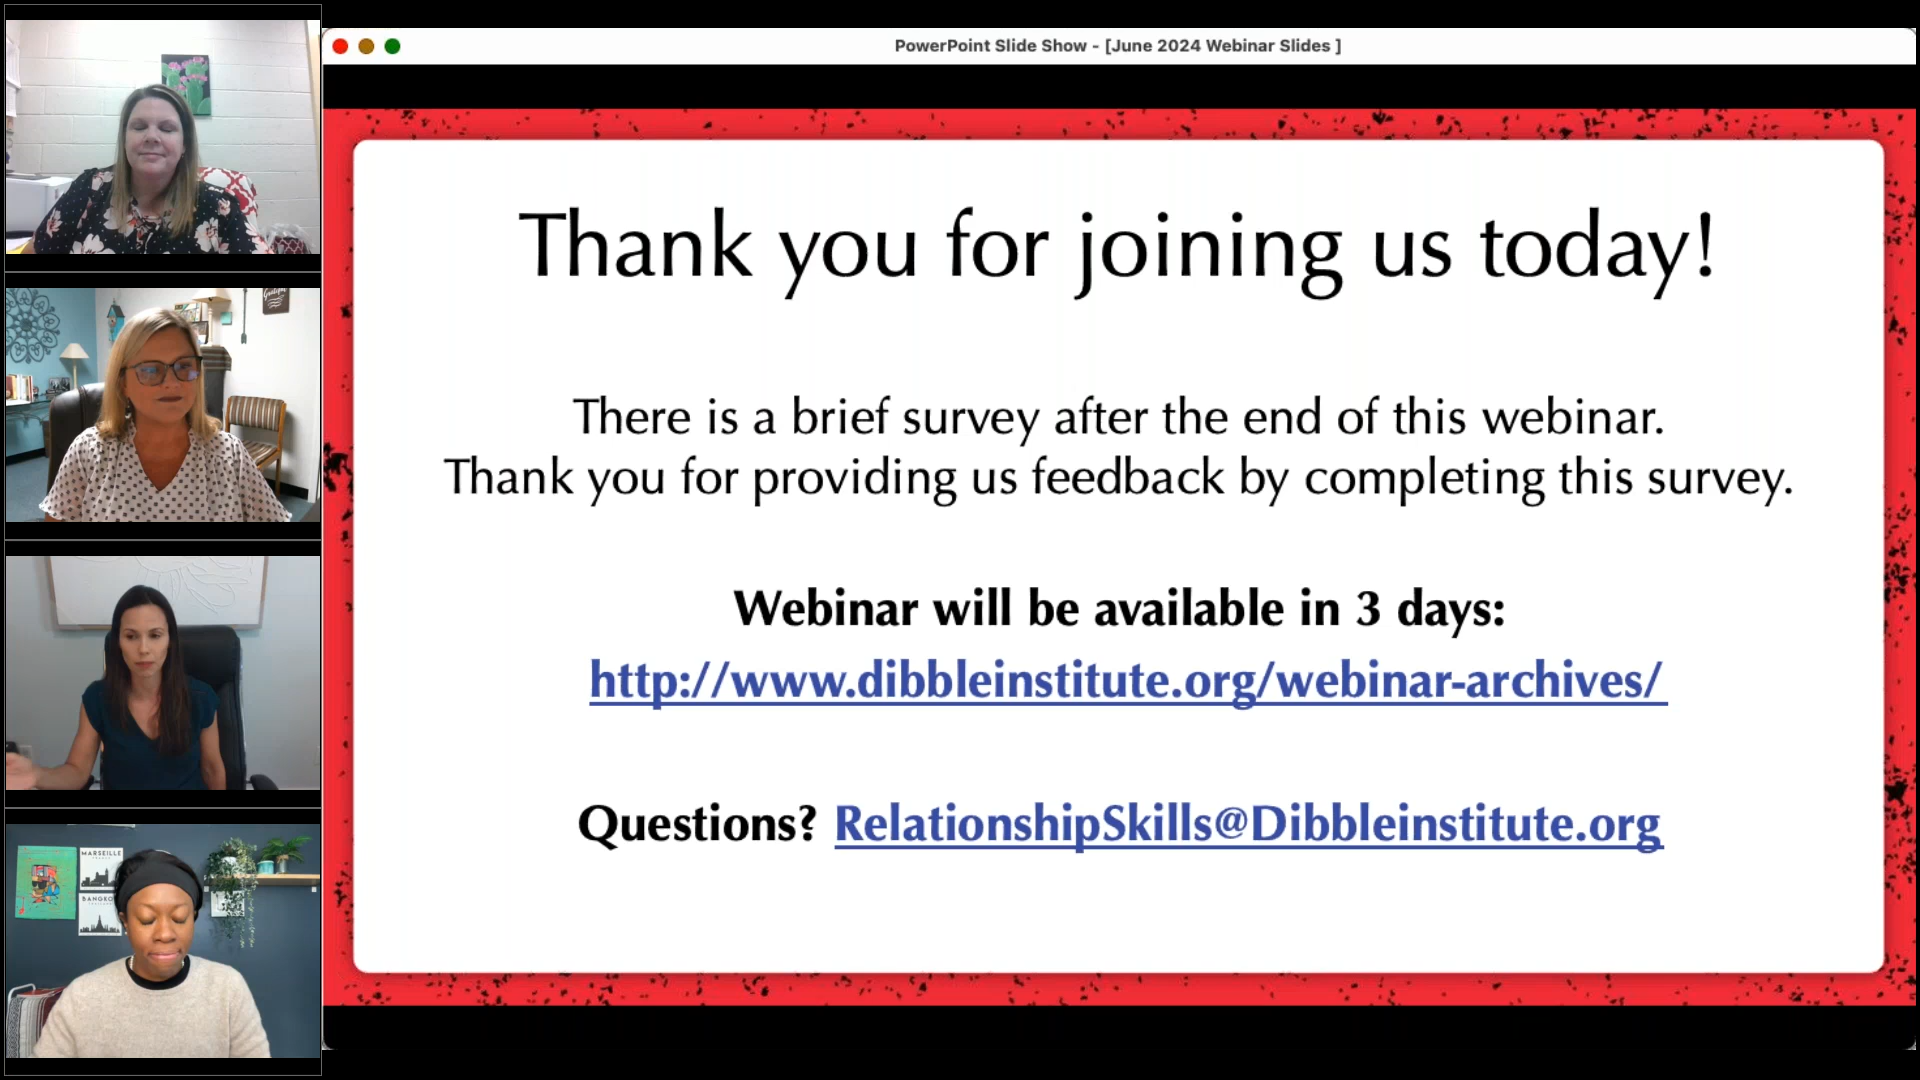 PowerPoint Slide Show - [June 2024 Webinar Slides ]
Thank you for joining us today!
There is a brief survey after the end of this webinar.
Thank you for providing us feedback by completing this survey.
Webinar will be available in 3 days:
http://www.dibbleinstitute.org/webinar-archives/
Questions? RelationshipSkills@Dibbleinstitute.org
MARSEILLE